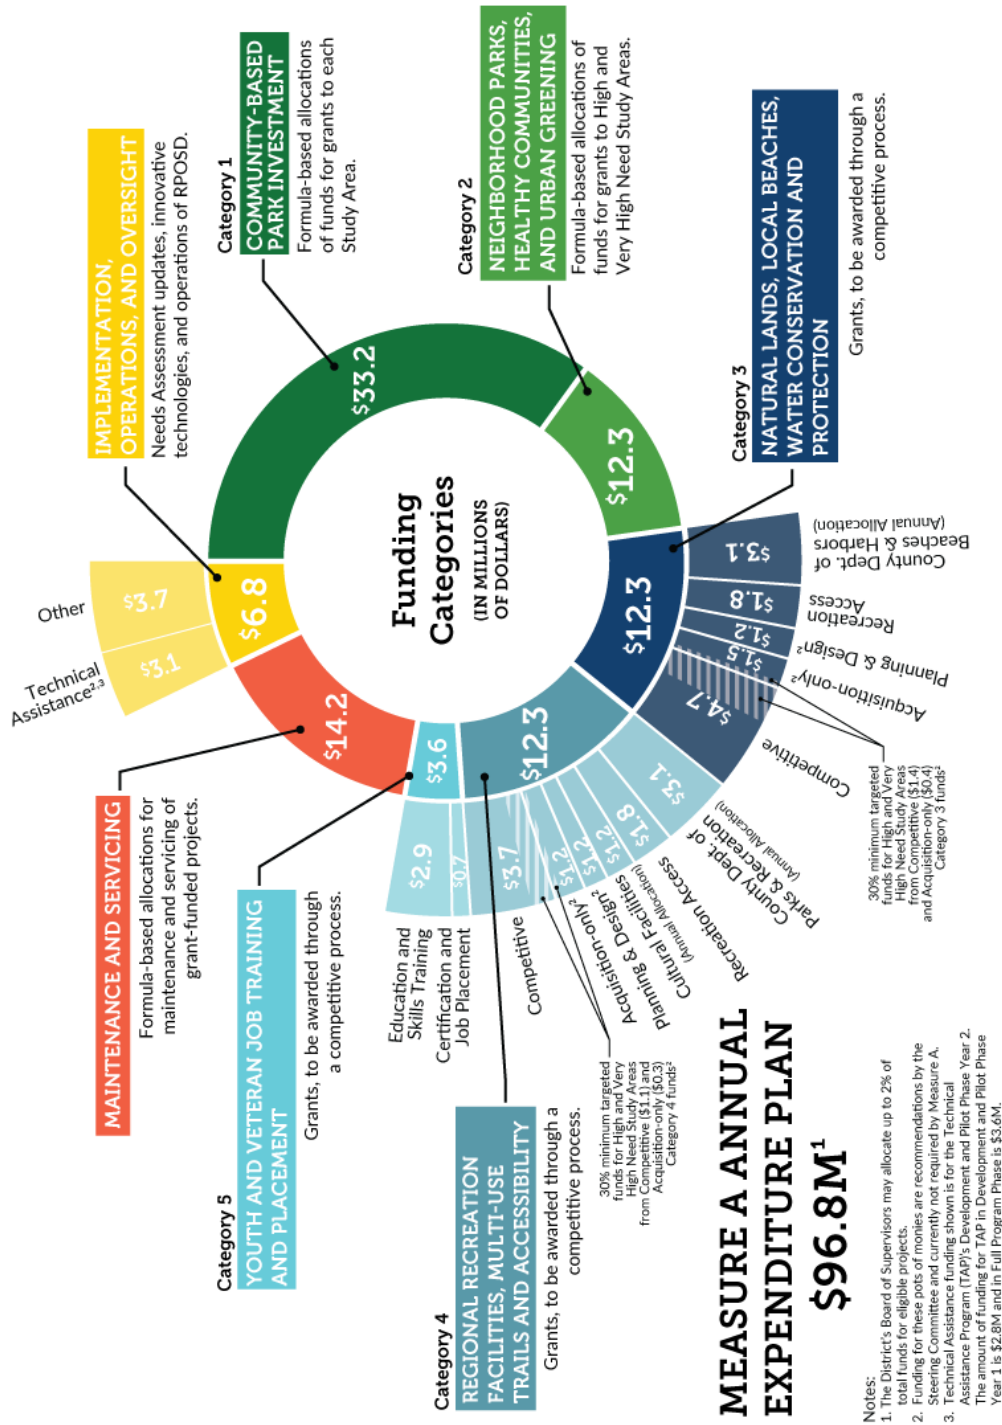 MEASURE A ANNUAL
EXPENDITURE PLAN
$96.8M¹
Notes:
1. The District's Board of Supervisors may allocate up to 2% of
total funds for eligible projects.
2. Funding for these pots of monies are recommendations by the
Steering Committee and currently not required by Measure A.
3. Technical Assistance funding shown is for the Technical
Assistance Program (TAP)'s Development and Pilot Phase Year 2.
The amount of funding for TAP in Development and Pilot Phase
Year 1 is $2.8M and in Full Program Phase is $3.6M.
Funding
Categories
(IN MILLIONS
OF DOLLARS)
IMPLEMENTATION,
OPERATIONS, AND OVERSIGHT
Needs Assessment updates, innovative
technologies, and operations of RPOSD.
$6.8
Other
$3.7
Technical
Assistance²,³
$3.1
Category 1
COMMUNITY-BASED
PARK INVESTMENT
Formula-based allocations
of funds for grants to each
Study Area.
$33.2
Category 2
NEIGHBORHOOD PARKS,
HEALTHY COMMUNITIES,
AND URBAN GREENING
Formula-based allocations of
funds for grants to High and
Very High Need Study Areas.
$12.3
Category 3
NATURAL LANDS, LOCAL BEACHES,
WATER CONSERVATION AND
PROTECTION
Grants, to be awarded through a
competitive process.
$12.3
$3.1
County Dept. of
Beaches & Harbors
(Annual Allocation)
$1.8
Recreation
Access
$1.2
Planning & Design²
$1.5
Acquisition-only²
$4.7
Competitive
30% minimum targeted
funds for High and Very
High Need Study Areas
from Competitive ($1.4)
and Acquisition-only ($0.4)
Category 3 funds²
Category 4
REGIONAL RECREATION
FACILITIES, MULTI-USE
TRAILS AND ACCESSIBILITY
Grants, to be awarded through a
competitive process.
$12.3
$3.1
County Dept. of
Parks & Recreation
(Annual Allocation)
$1.8
Recreation Access
$1.2
Cultural Facilities
(Annual Allocation)
$1.2
Planning & Design²
$1.2
Acquisition-only²
$3.7
Competitive
30% minimum targeted
funds for High and Very
High Need Study Areas
from Competitive ($1.1) and
Acquisition-only ($0.3)
Category 4 funds²
Category 5
YOUTH AND VETERAN JOB TRAINING
AND PLACEMENT
Grants, to be awarded through
a competitive process.
$3.6
$2.9
Education and
Skills Training
$0.7
Certification and
Job Placement
MAINTENANCE AND SERVICING
Formula-based allocations for
maintenance and servicing of
grant-funded projects.
$14.2